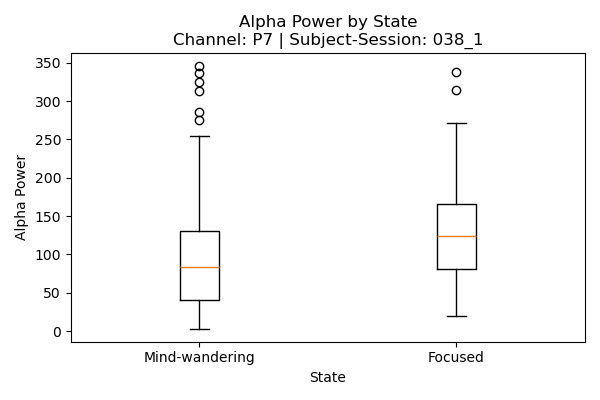 Alpha Power by State
Channel: P7 | Subject-Session: 038_1
Alpha Power
350
300
250
200
150
100
50
0
Mind-wandering
Focused
State